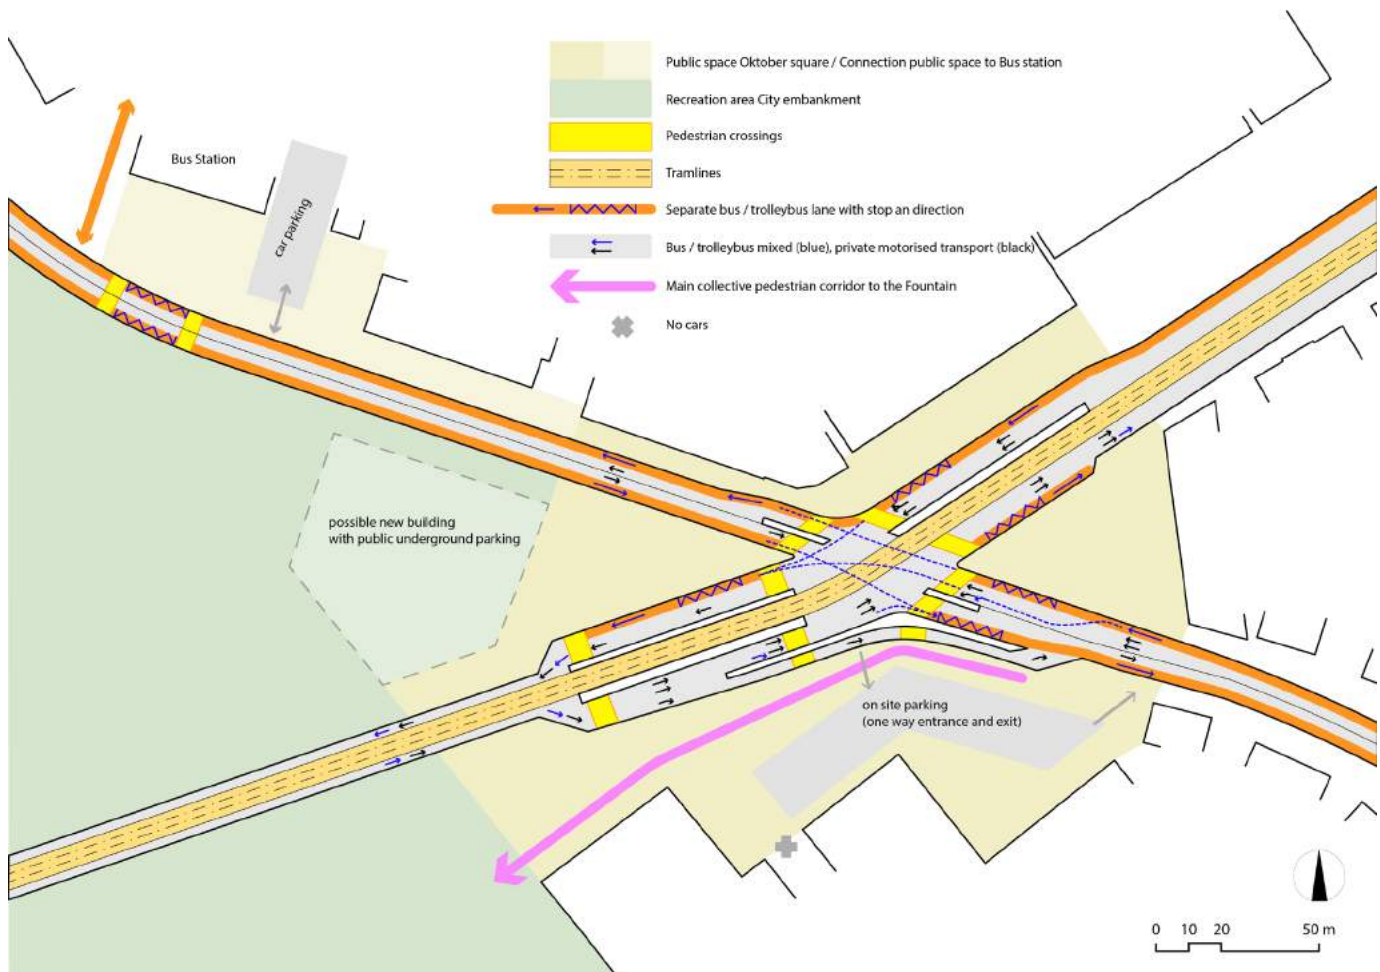 Public space Oktober square / Connection public space to Bus station
Recreation area City embankment
Pedestrian crossings
Bus Station
Tramlines
car parking
Separate bus / trolleybus lane with stop an direction
Bus / trolleybus mixed (blue), private motorised transport (black)
Main collective pedestrian corridor to the Fountain
No cars
possible new building
with public underground parking
on site parking
(one way entrance and exit)
0 10 20 50 m